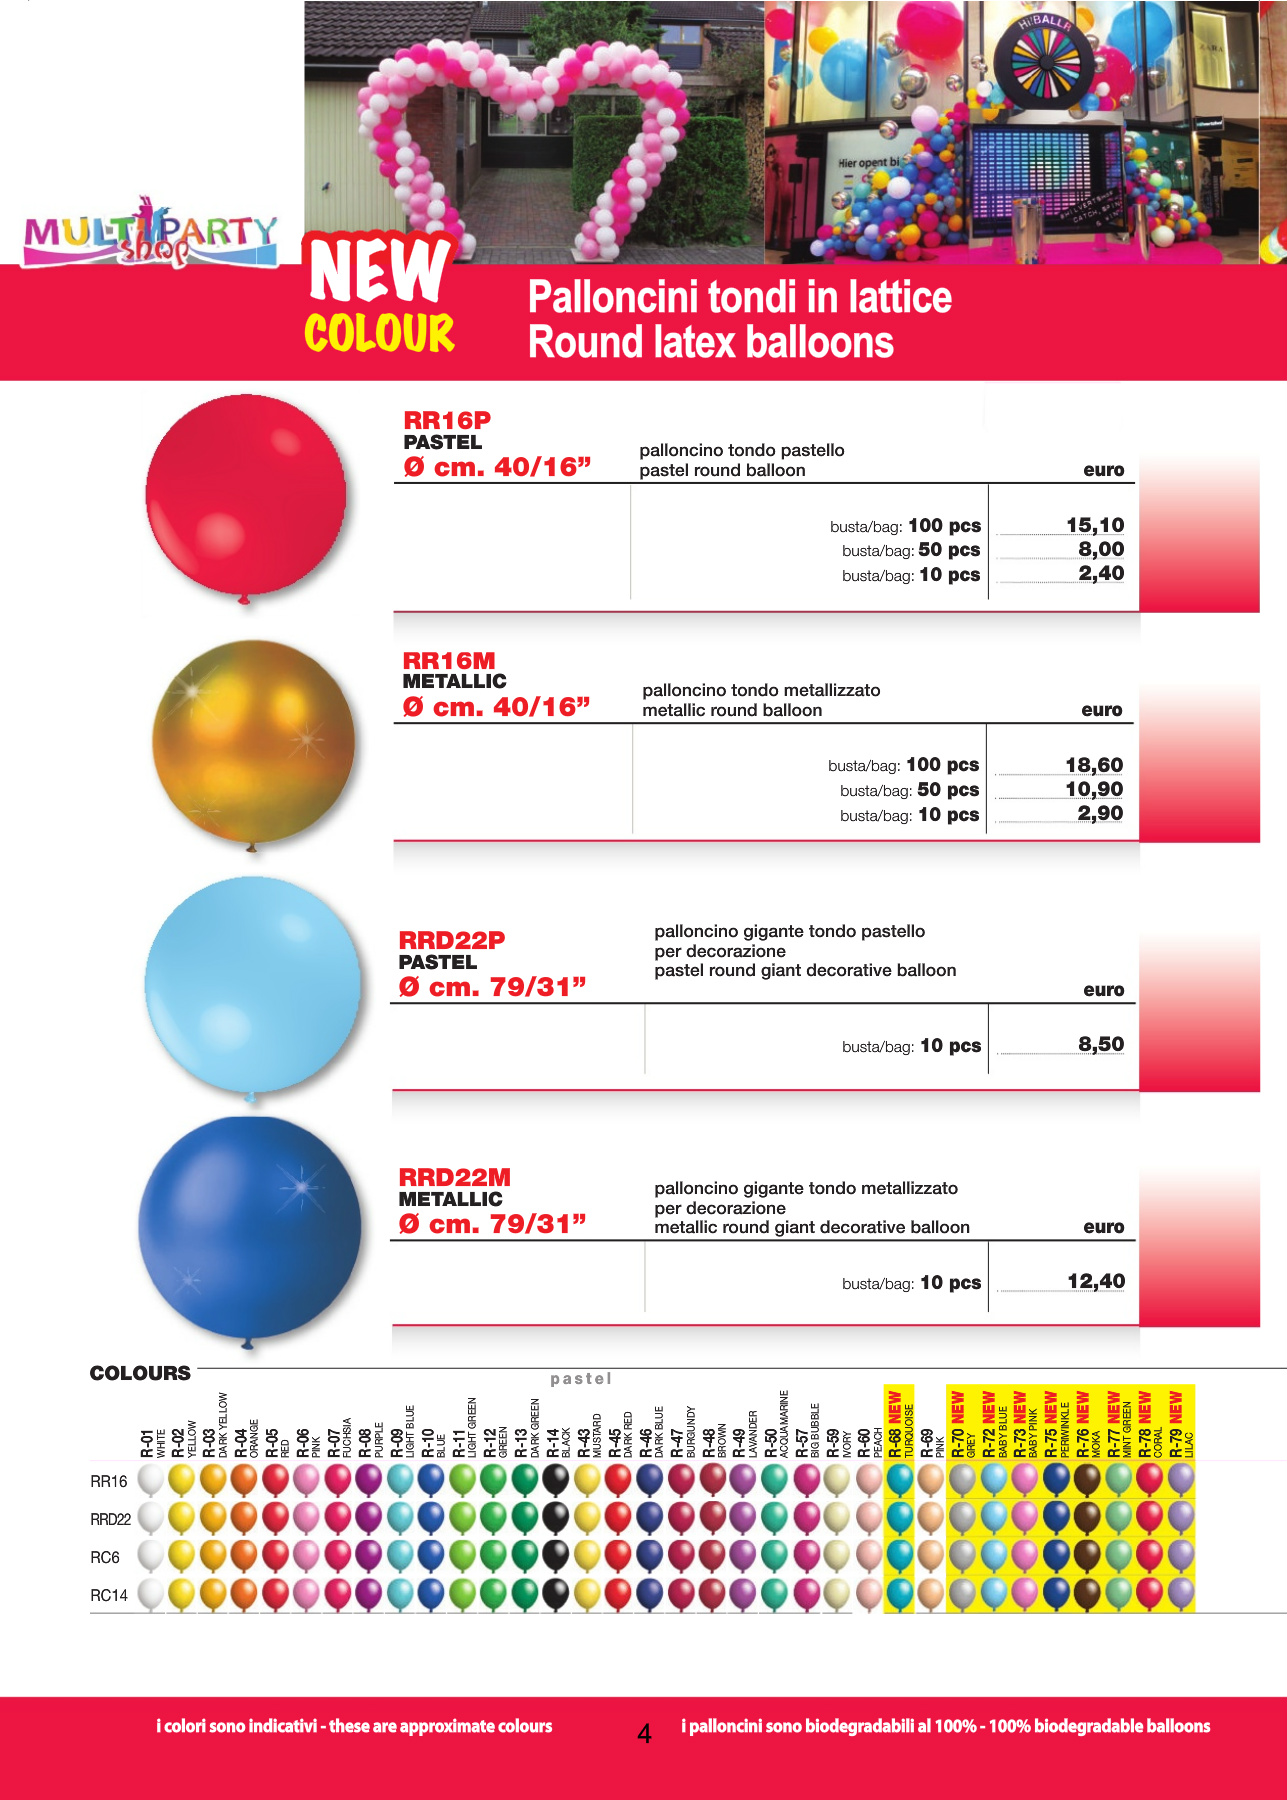 HI!BALLR
ZARA
Hier opent bi
MULTIPARTY
shop
NEW
COLOUR
Palloncini tondi in lattice
Round latex balloons
RR16P
PASTEL
Ø cm. 40/16”
palloncino tondo pastello
pastel round balloon
euro
busta/bag: 100 pcs 15,10
busta/bag: 50 pcs 8,00
busta/bag: 10 pcs 2,40
RR16M
METALLIC
Ø cm. 40/16”
palloncino tondo metallizzato
metallic round balloon
euro
busta/bag: 100 pcs 18,60
busta/bag: 50 pcs 10,90
busta/bag: 10 pcs 2,90
RRD22P
PASTEL
Ø cm. 79/31”
palloncino gigante tondo pastello
per decorazione
pastel round giant decorative balloon
euro
busta/bag: 10 pcs 8,50
RRD22M
METALLIC
Ø cm. 79/31”
palloncino gigante tondo metallizzato
per decorazione
metallic round giant decorative balloon
euro
busta/bag: 10 pcs 12,40
COLOURS
pastel
R-01 WHITE
R-02 YELLOW
R-03 DARK YELLOW
R-04 ORANGE
R-05 RED
R-06 PINK
R-07 FUCHSIA
R-08 PURPLE
R-09 LIGHT BLUE
R-10 BLUE
R-11 LIGHT GREEN
R-12 GREEN
R-13 DARK GREEN
R-14 BLACK
R-43 MUSTARD
R-45 DARK RED
R-46 DARK BLUE
R-47 BURGUNDY
R-48 BROWN
R-49 LAVANDER
R-50 ACQUA MARINE
R-57 BIG BUBBLE
R-59 IVORY
R-60 PEACH
R-68 NEW TURQUOISE
R-69 PINK
R-70 NEW GREY
R-72 NEW BABY BLUE
R-73 NEW BABY PINK
R-75 NEW PERIWINKLE
R-76 NEW MOKA
R-77 NEW MINT GREEN
R-78 NEW CORAL
R-79 NEW LILAC
RR16
RRD22
RC6
RC14
i colori sono indicativi - these are approximate colours
4
i palloncini sono biodegradabili al 100% - 100% biodegradable balloons